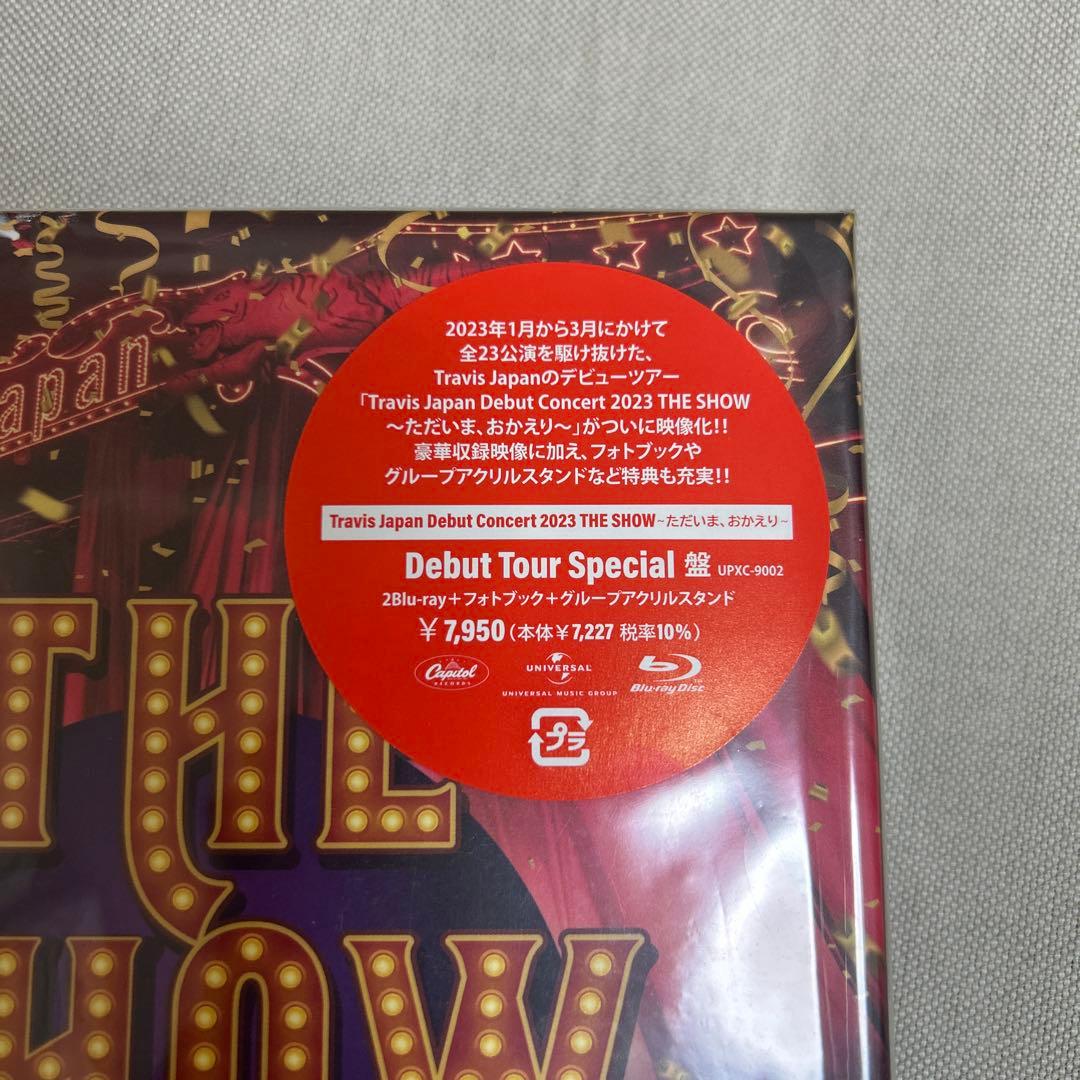 apan
2023年1月から3月にかけて
全23公演を駆け抜けた、
Travis Japanのデビューツアー
「Travis Japan Debut Concert 2023 THE SHOW
～ただいま、おかえり～」がついに映像化!!
豪華収録映像に加え、フォトブックや
グループアクリルスタンドなど特典も充実!!
Travis Japan Debut Concert 2023 THE SHOW～ただいま、おかえり～
Debut Tour Special 盤 UPXC-9002
2Blu-ray＋フォトブック＋グループアクリルスタンド
￥7,950（本体￥7,227 税率10%）
Capitol
RECORDS
UNIVERSAL
UNIVERSAL MUSIC GROUP
Blu-ray Disc
TM
プラ
THE
HOW